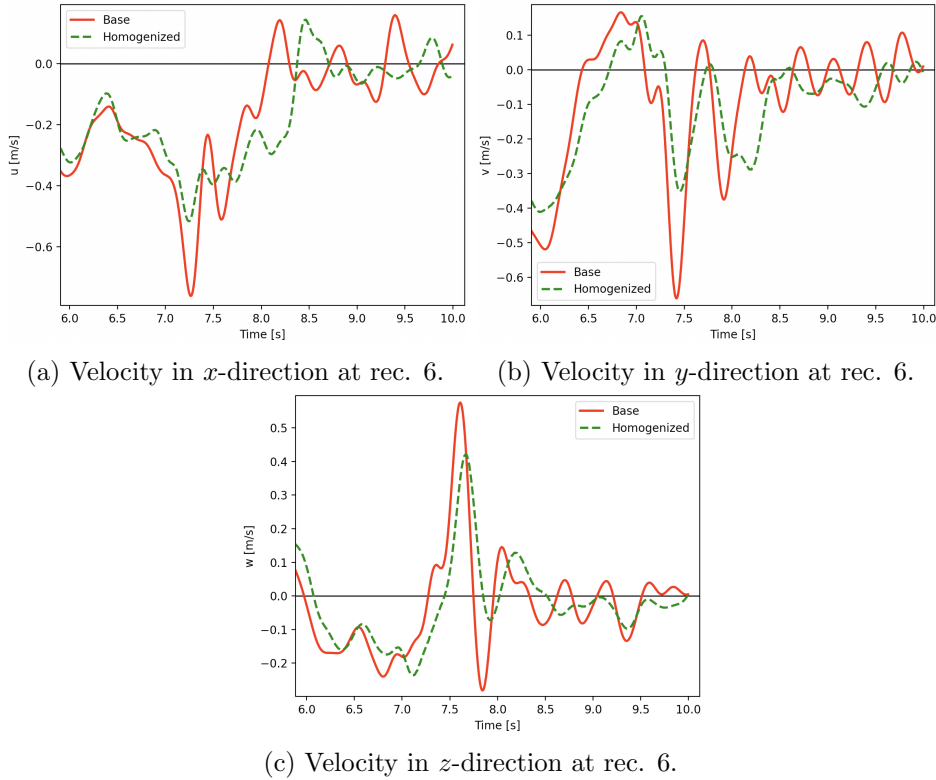 Base
Homogenized
0.0
−0.2
−0.4
−0.6
u [m/s]
6.0 6.5 7.0 7.5 8.0 8.5 9.0 9.5 10.0
Time [s]
(a) Velocity in x-direction at rec. 6.
0.1
0.0
−0.1
−0.2
−0.3
−0.4
−0.5
−0.6
v [m/s]
Base
Homogenized
6.0 6.5 7.0 7.5 8.0 8.5 9.0 9.5 10.0
Time [s]
(b) Velocity in y-direction at rec. 6.
Base
Homogenized
0.5
0.4
0.3
0.2
0.1
0.0
−0.1
−0.2
w [m/s]
6.0 6.5 7.0 7.5 8.0 8.5 9.0 9.5 10.0
Time [s]
(c) Velocity in z-direction at rec. 6.